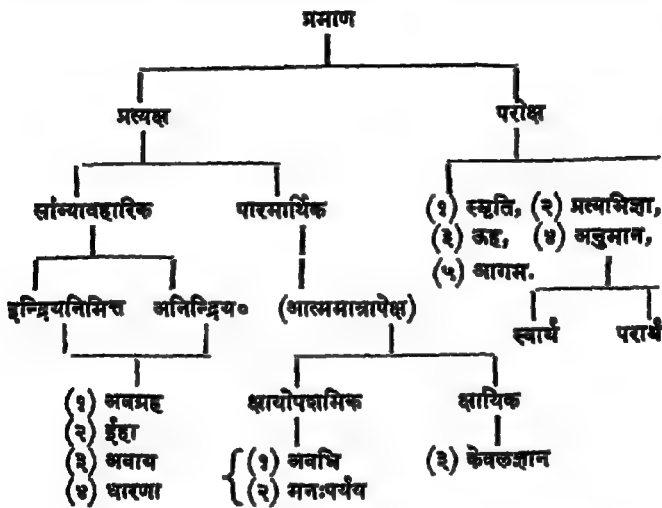 प्रमाण
प्रत्यक्ष परोक्ष
सांव्यावहारिक पारमार्थिक (१) स्मृति, (२) प्रत्यभिज्ञा,
(३) ऊह, (४) अनुमान,
(५) आगम.
इन्द्रियनिमित्त अनिन्द्रिय० (आत्ममात्रापेक्ष) स्वार्थ परार्थ
(१) अवग्रह क्षायोपशमिक क्षायिक
(२) ईहा
(३) अवाय (१) अवधि (३) केवलज्ञान
(४) धारणा (२) मनःपर्यय